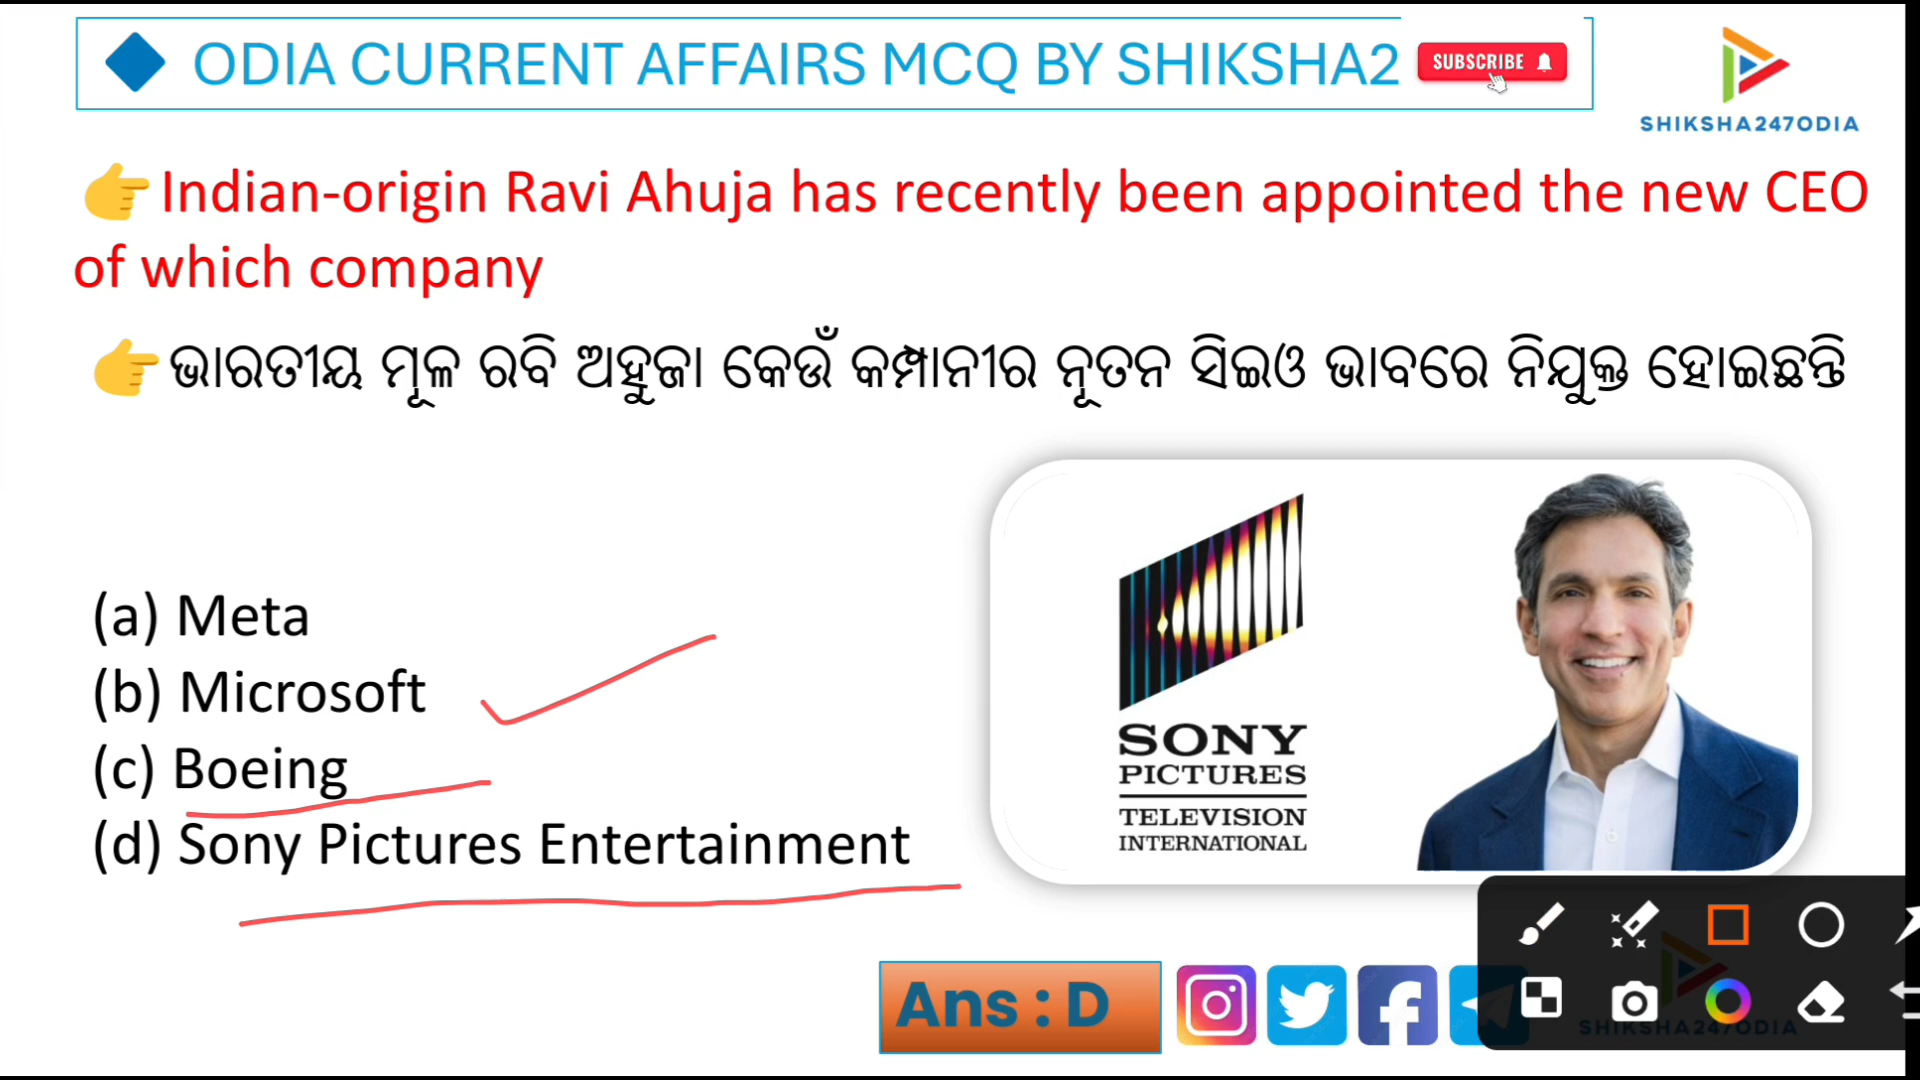 ODIA CURRENT AFFAIRS MCQ BY SHIKSHA2
SUBSCRIBE
SHIKSHA247ODIA
Indian-origin Ravi Ahuja has recently been appointed the new CEO
of which company
ଭାରତୀୟ ମୂଳ ରବି ଅହୁଜା କେଉଁ କମ୍ପାନୀର ନୂତନ ସିଇଓ ଭାବରେ ନିଯୁକ୍ତ ହୋଇଛନ୍ତି
(a) Meta
(b) Microsoft
(c) Boeing
(d) Sony Pictures Entertainment
SONY
PICTURES
TELEVISION
INTERNATIONAL
Ans : D
SHIKSHA247ODIA